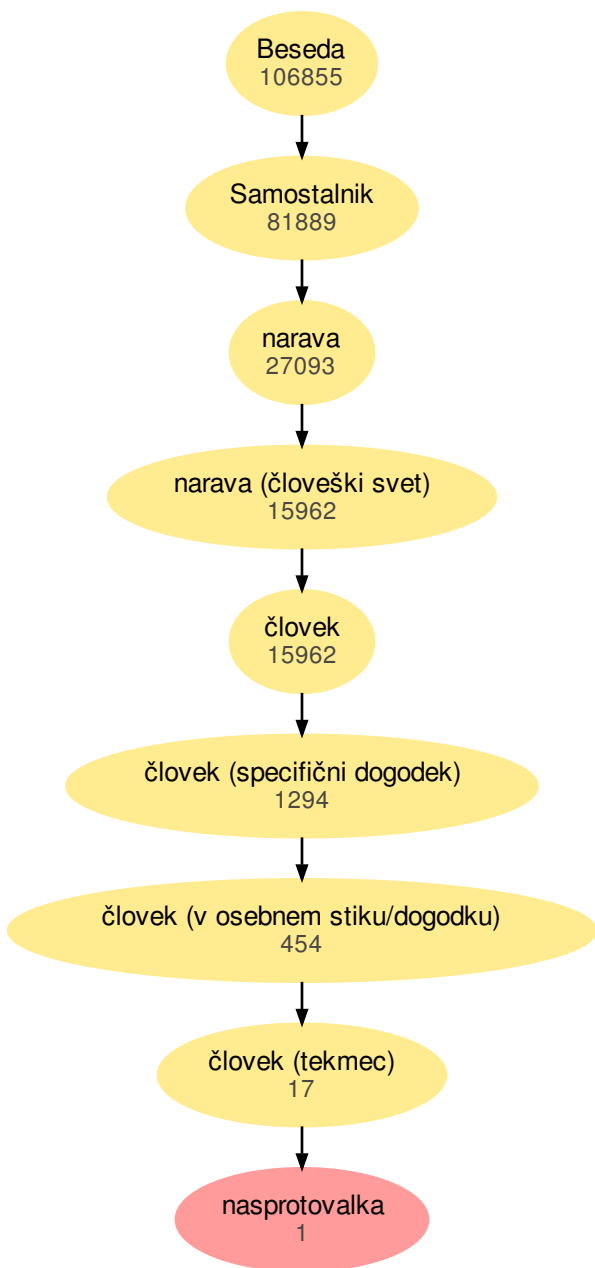 Beseda
106855
Samostalnik
81889
narava
27093
narava (človeški svet)
15962
človek
15962
človek (specifični dogodek)
1294
človek (v osebnem stiku/dogodku)
454
človek (tekmec)
17
nasprotovalka
1